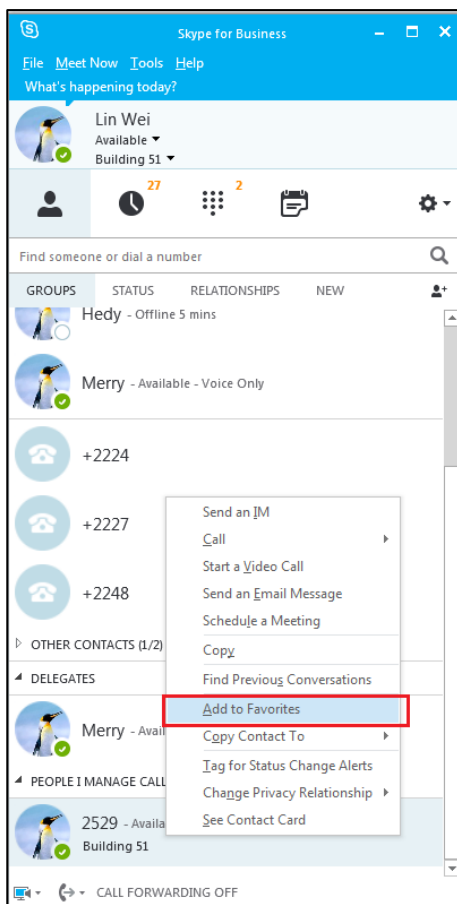 Skype for Business
File Meet Now Tools Help
What's happening today?
Lin Wei
Available
Building 51
27 2
Find someone or dial a number
GROUPS STATUS RELATIONSHIPS NEW
Hedy - Offline 5 mins
Merry - Available - Voice Only
+2224
+2227
+2248
OTHER CONTACTS (1/2)
DELEGATES
Merry - Avail
PEOPLE I MANAGE CALL
2529 - Availa
Building 51
Send an IM
Call
Start a Video Call
Send an Email Message
Schedule a Meeting
Copy
Find Previous Conversations
Add to Favorites
Copy Contact To
Tag for Status Change Alerts
Change Privacy Relationship
See Contact Card
CALL FORWARDING OFF